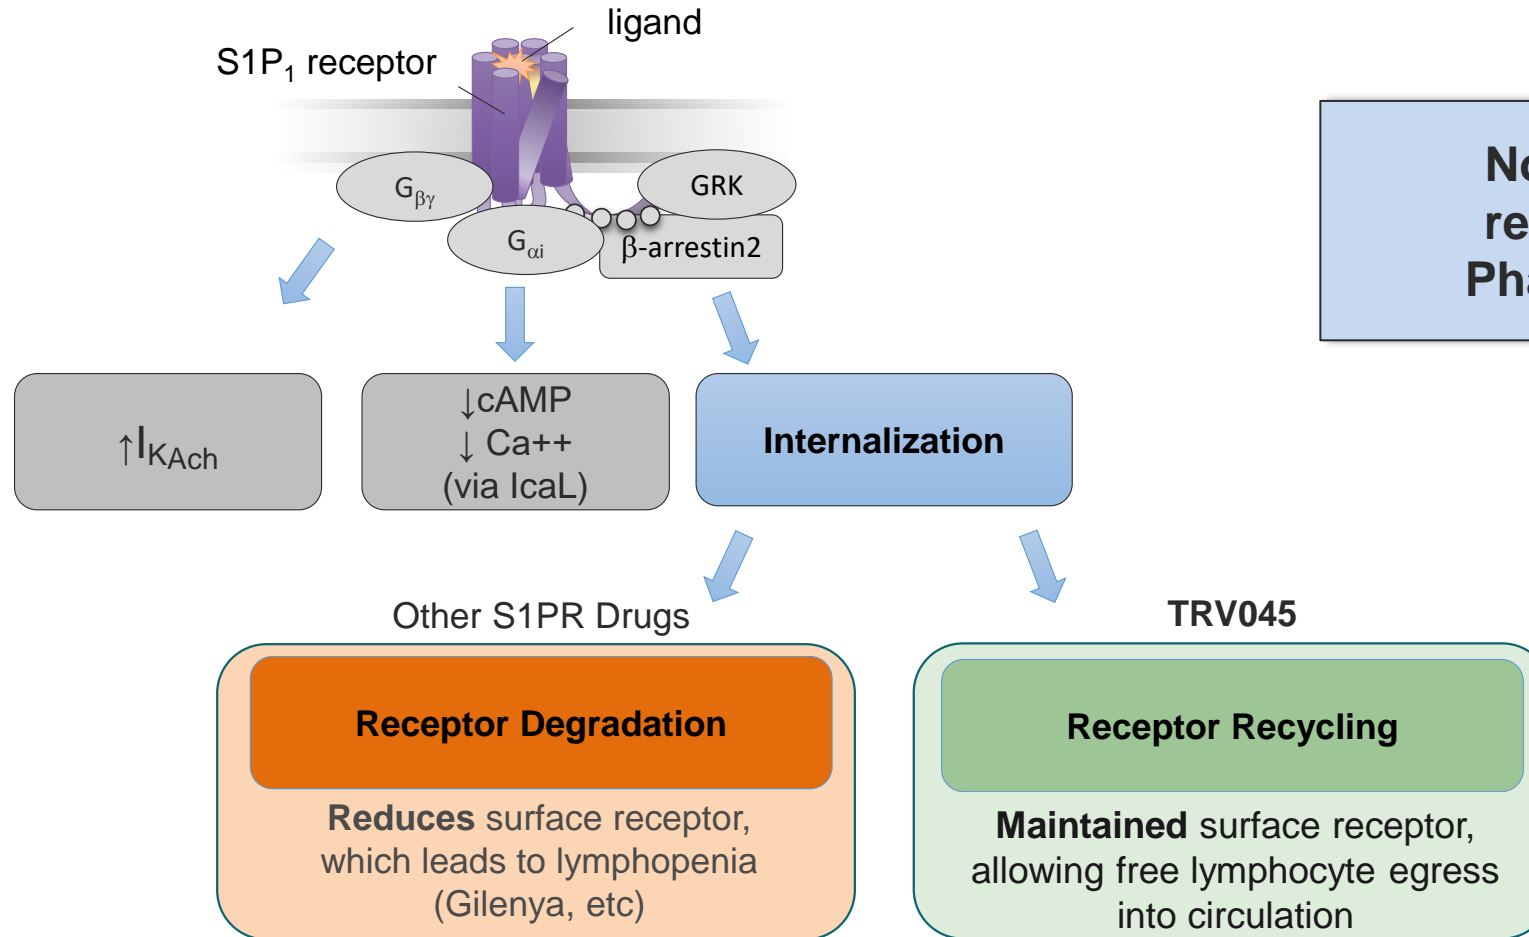 ligand
S1P1 receptor
Gβγ
GRK
Gαi
β-arrestin2
↑IKAch
↓cAMP
↓ Ca++
(via IcaL)
Internalization
Other S1PR Drugs
TRV045
Receptor Degradation
Reduces surface receptor,
which leads to lymphopenia
(Gilenya, etc)
Receptor Recycling
Maintained surface receptor,
allowing free lymphocyte egress
into circulation